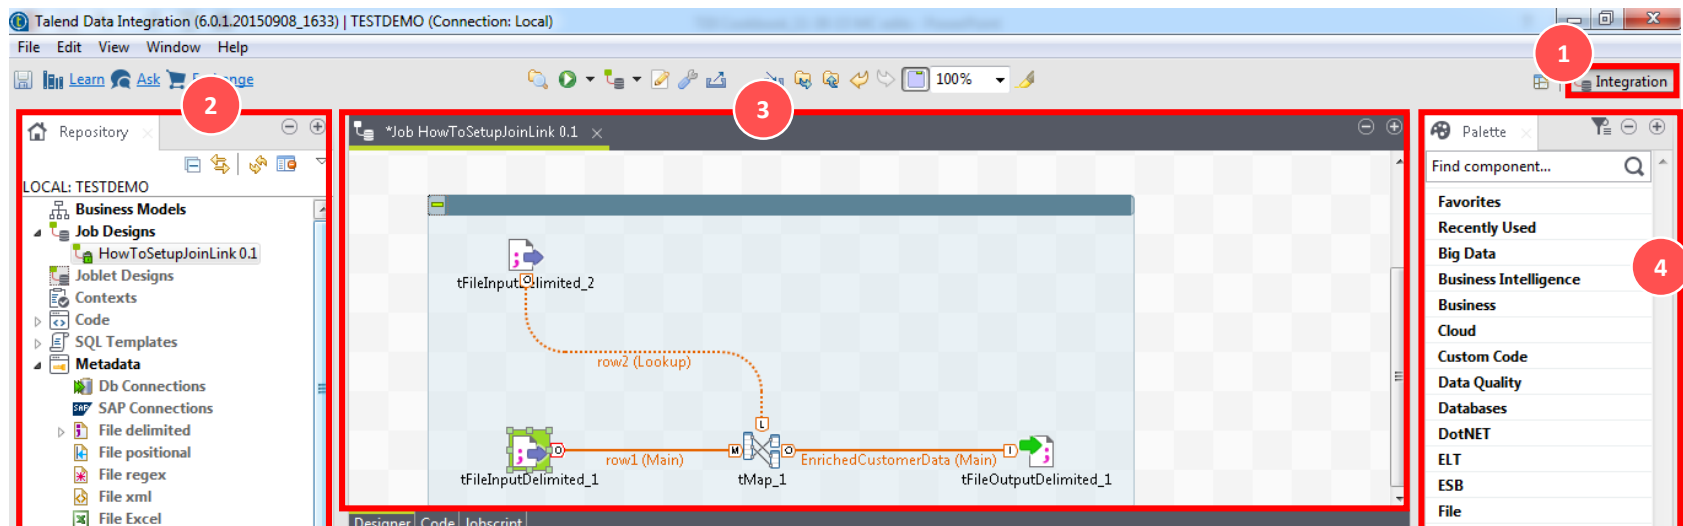 Talend Data Integration (6.0.1.20150908_1633) | TESTDEMO (Connection: Local)
File Edit View Window Help
Learn Ask
100%
Integration
1
2
3
4
Repository
LOCAL: TESTDEMO
Business Models
Job Designs
HowToSetupJoinLink 0.1
Joblet Designs
Contexts
Code
SQL Templates
Metadata
Db Connections
SAP SAP Connections
File delimited
File positional
File regex
File xml
File Excel
*Job HowToSetupJoinLink 0.1
tFileInputDelimited_2
O
row2 (Lookup)
L
O row1 (Main) M O EnrichedCustomerData (Main) I
tFileInputDelimited_1 tMap_1 tFileOutputDelimited_1
Designer Code Jobscript
Palette
Find component...
Favorites
Recently Used
Big Data
Business Intelligence
Business
Cloud
Custom Code
Data Quality
Databases
DotNET
ELT
ESB
File